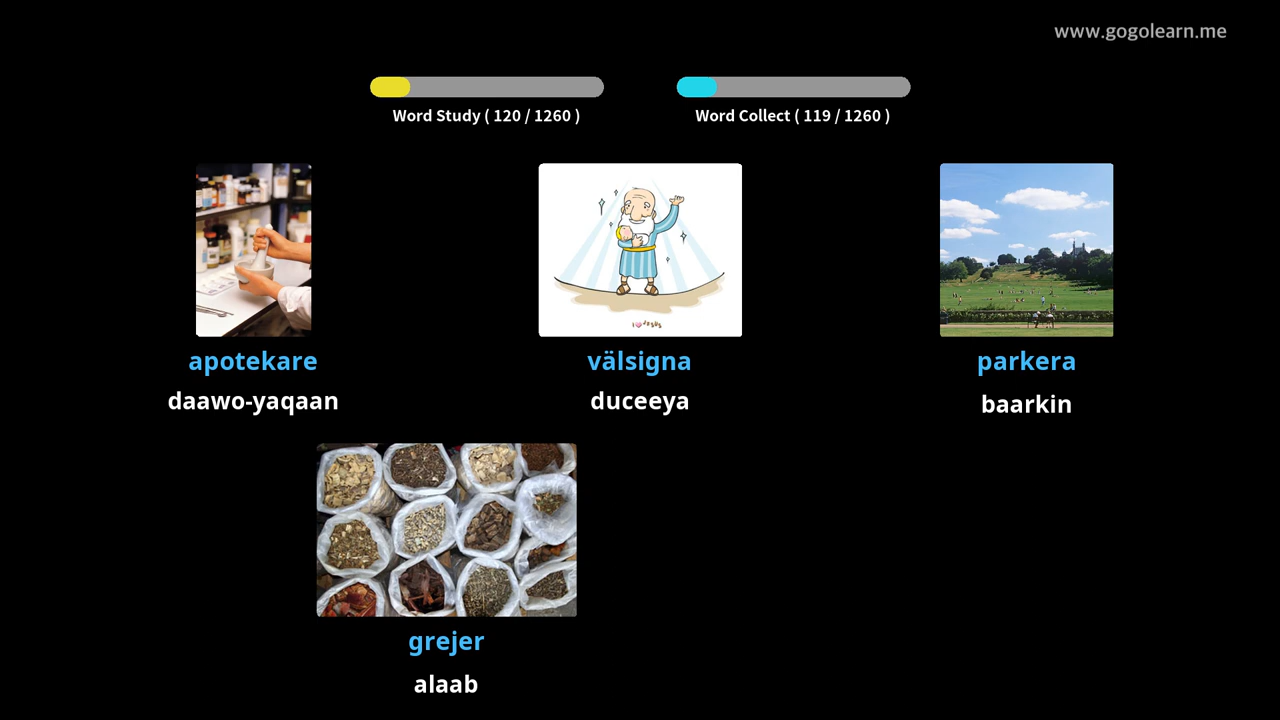 www.gogolearn.me
Word Study ( 120 / 1260 )
Word Collect ( 119 / 1260 )
apotekare
välsigna
parkera
daawo-yaqaan
duceeya
baarkin
grejer
alaab